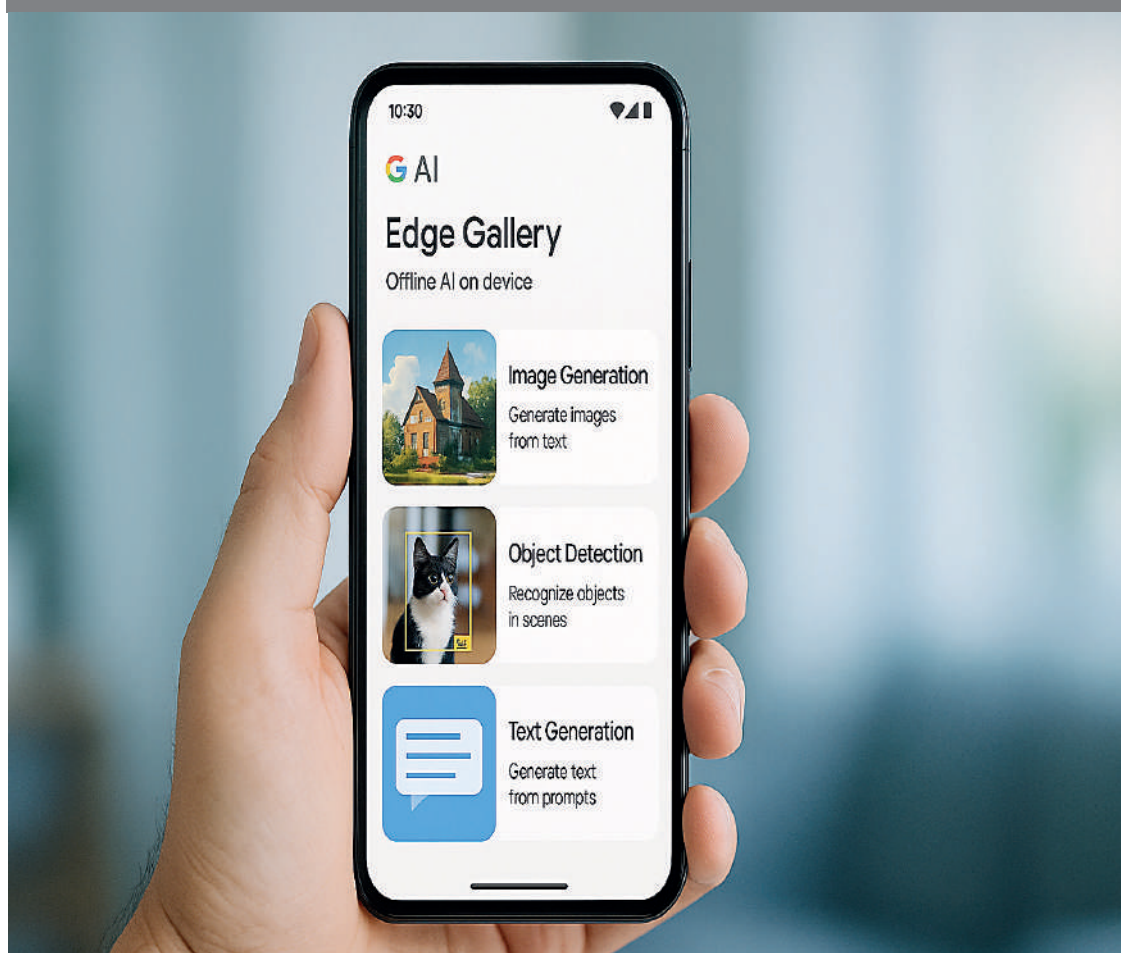 10:30
G AI
Edge Gallery
Offline AI on device
Image Generation
Generate images
from text
Object Detection
Recognize objects
in scenes
Text Generation
Generate text
from prompts